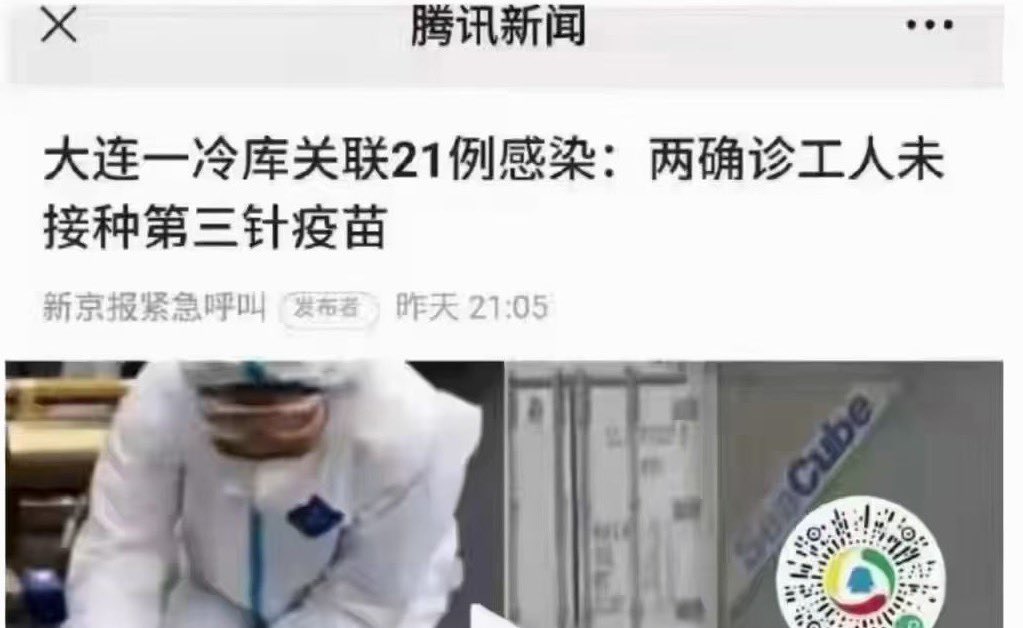 腾讯新闻
大连一冷库关联21例感染：两确诊工人未
接种第三针疫苗
新京报紧急呼叫 发布者 昨天 21:05
SeaCube